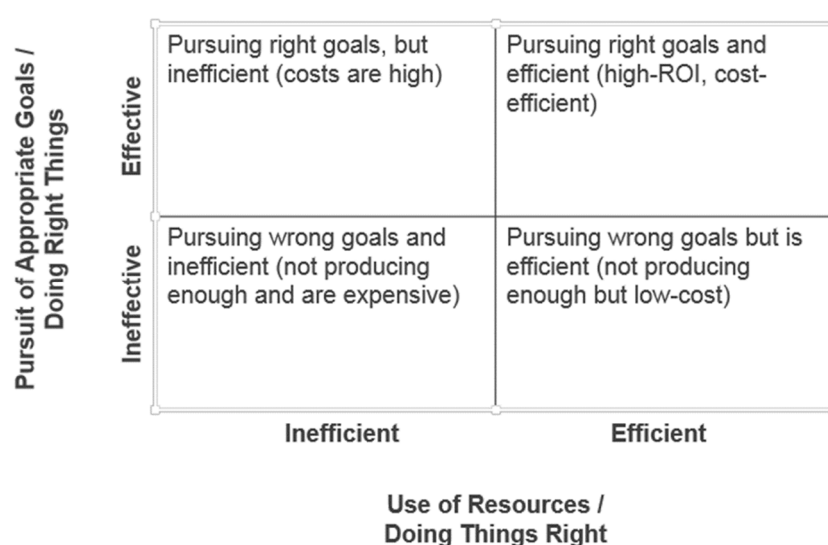 Pursuit of Appropriate Goals /
Doing Right Things
Effective
Pursuing right goals, but
inefficient (costs are high)
Pursuing right goals and
efficient (high-ROI, cost-
efficient)
Ineffective
Pursuing wrong goals and
inefficient (not producing
enough and are expensive)
Pursuing wrong goals but is
efficient (not producing
enough but low-cost)
Inefficient
Efficient
Use of Resources /
Doing Things Right